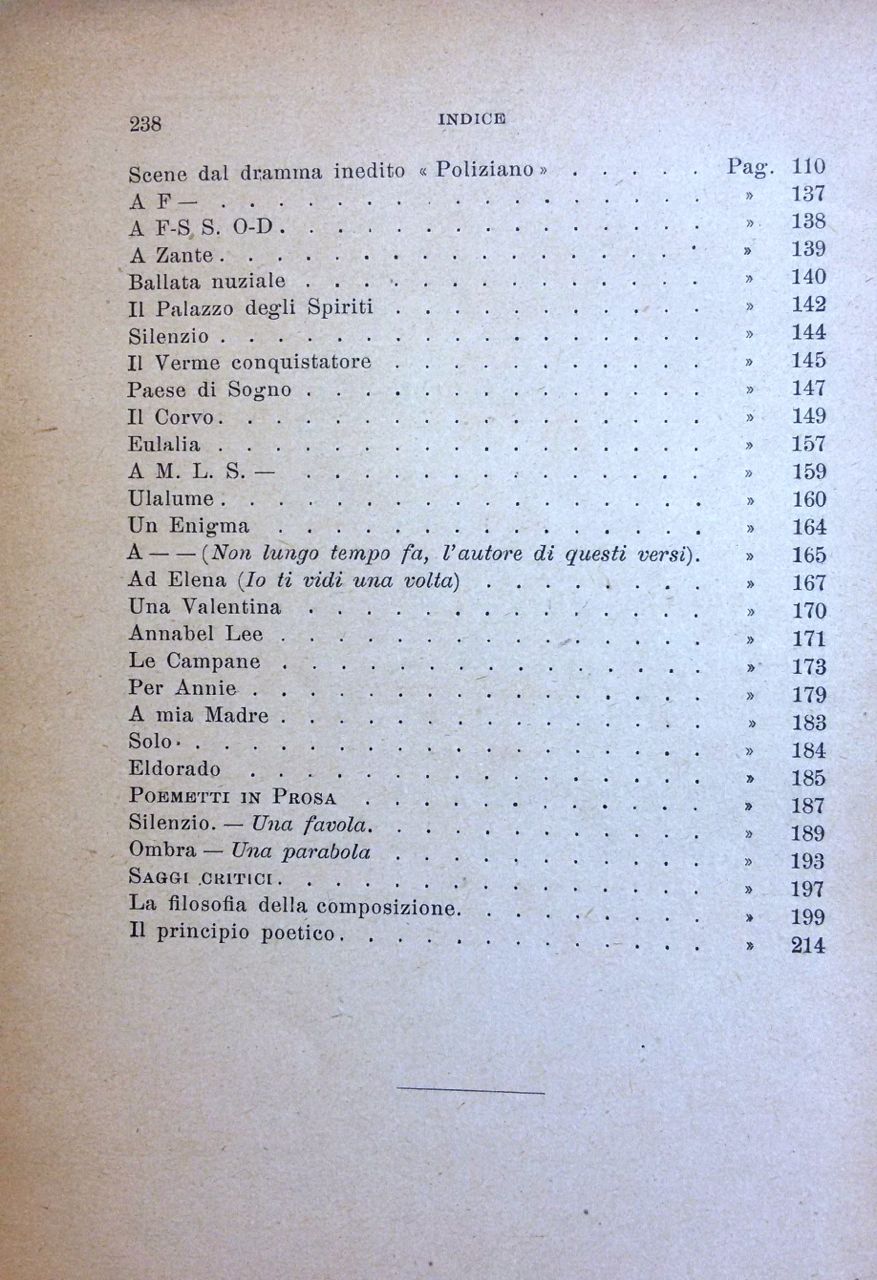 238 INDICE
Scene dal dramma inedito « Poliziano » . . . . . Pag. 110
A F — . . . . . . . . . . . . . . . . . » 137
A F-S, S. O-D . . . . . . . . . . . . . . . » 138
A Zante . . . . . . . . . . . . . . . . . » 139
Ballata nuziale . . . . . . . . . . . . . . » 140
Il Palazzo degli Spiriti . . . . . . . . . . . » 142
Silenzio . . . . . . . . . . . . . . . . . » 144
Il Verme conquistatore . . . . . . . . . . . » 145
Paese di Sogno . . . . . . . . . . . . . . » 147
Il Corvo . . . . . . . . . . . . . . . . . » 149
Eulalia . . . . . . . . . . . . . . . . . » 157
A M. L. S. — . . . . . . . . . . . . . . » 159
Ulalume . . . . . . . . . . . . . . . . . » 160
Un Enigma . . . . . . . . . . . . . . . » 164
A — — (Non lungo tempo fa, l'autore di questi versi). » 165
Ad Elena (Io ti vidi una volta) . . . . . . . . » 167
Una Valentina . . . . . . . . . . . . . . » 170
Annabel Lee . . . . . . . . . . . . . . . » 171
Le Campane . . . . . . . . . . . . . . . » 173
Per Annie . . . . . . . . . . . . . . . . » 179
A mia Madre . . . . . . . . . . . . . . . » 183
Solo . . . . . . . . . . . . . . . . . . » 184
Eldorado . . . . . . . . . . . . . . . . » 185
POEMETTI IN PROSA . . . . . . . . . . . . » 187
Silenzio. — Una favola. . . . . . . . . . . . » 189
Ombra — Una parabola . . . . . . . . . . . » 193
SAGGI CRITICI . . . . . . . . . . . . . . . » 197
La filosofia della composizione. . . . . . . . . » 199
Il principio poetico . . . . . . . . . . . . . » 214